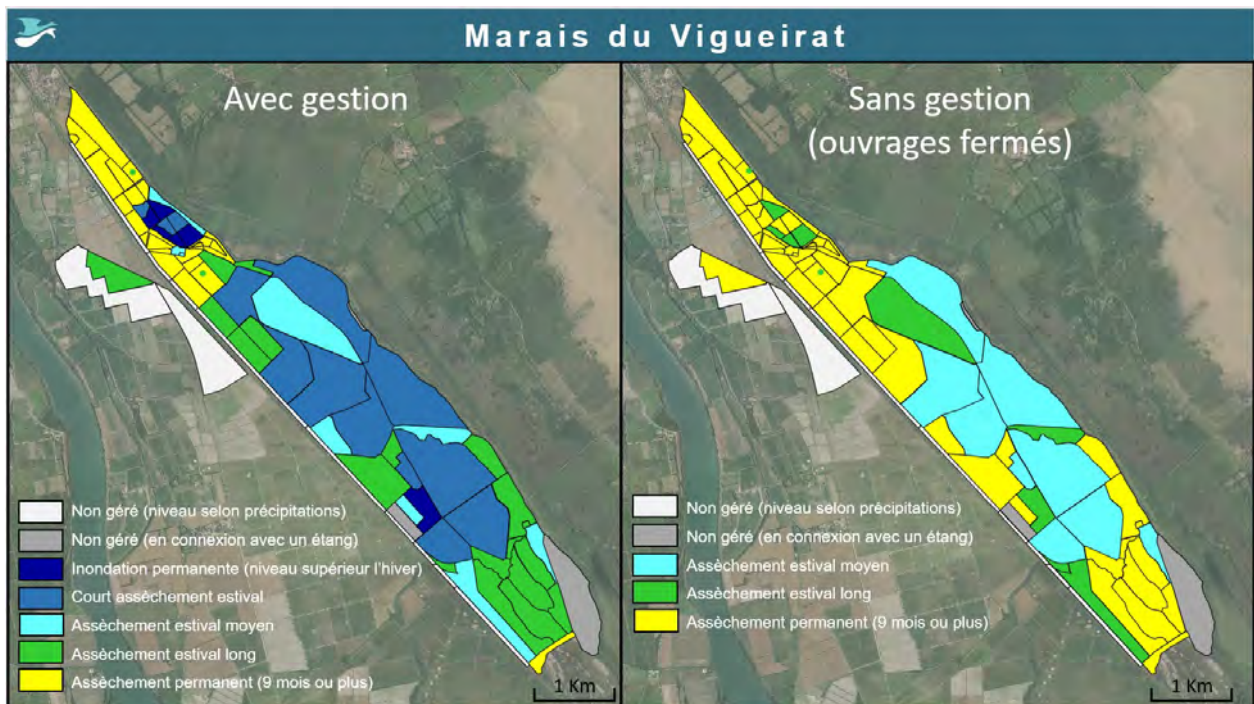 Marais du Vigueirat
Avec gestion
Non géré (niveau selon précipitations)
Non géré (en connexion avec un étang)
Inondation permanente (niveau supérieur l'hiver)
Court assèchement estival
Assèchement estival moyen
Assèchement estival long
Assèchement permanent (9 mois ou plus)
1 Km
Sans gestion
(ouvrages fermés)
Non géré (niveau selon précipitations)
Non géré (en connexion avec un étang)
Assèchement estival moyen
Assèchement estival long
Assèchement permanent (9 mois ou plus)
1 Km